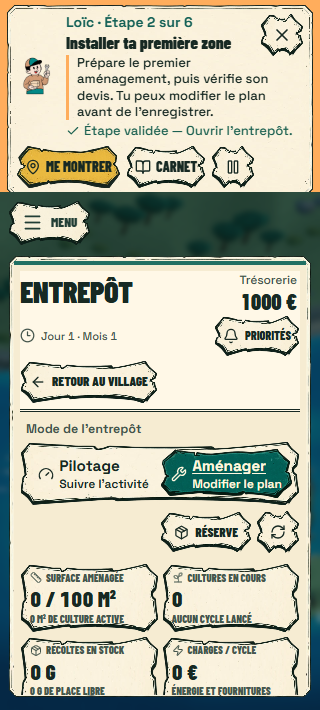 Loïc · Étape 2 sur 6
Installer ta première zone
Prépare le premier
aménagement, puis vérifie son
devis. Tu peux modifier le plan
avant de l'enregistrer.
Étape validée — Ouvrir l'entrepôt.
ME MONTRER
CARNET
MENU
ENTREPÔT
Trésorerie
1000 €
Jour 1 · Mois 1
PRIORITÉS
RETOUR AU VILLAGE
Mode de l'entrepôt
Pilotage
Suivre l'activité
Aménager
Modifier le plan
RÉSERVE
SURFACE AMÉNAGÉE
0 / 100 M²
0 M² DE CULTURE ACTIVE
CULTURES EN COURS
0
AUCUN CYCLE LANCÉ
RÉCOLTES EN STOCK
0 G
0 G DE PLACE LIBRE
CHARGES / CYCLE
0 €
ÉNERGIE ET FOURNITURES